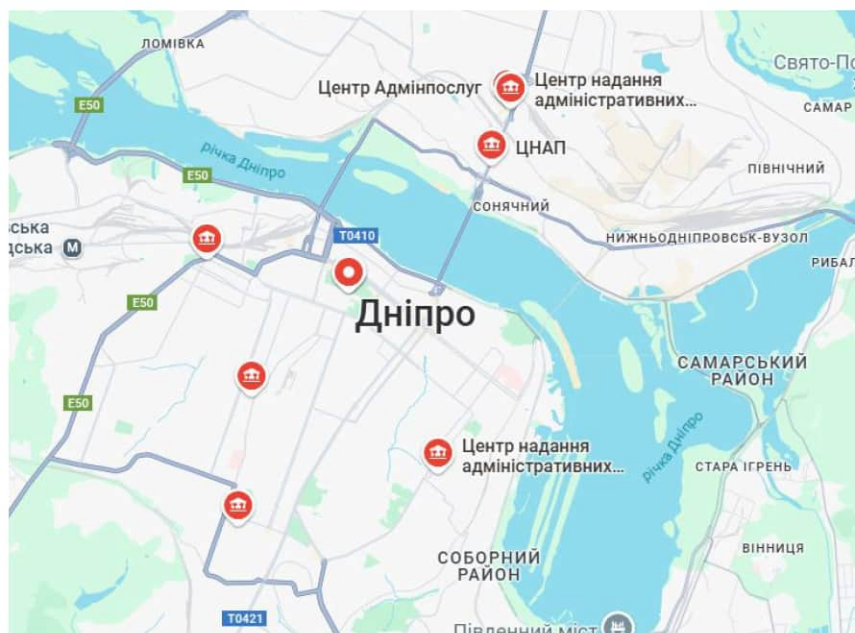 ЛОМІВКА
Свято-По
Центр Адмінпослуг
Центр надання
адміністративних...
САМАР
E50
річка Дніпро
ЦНАП
E50
ПІВНІЧНИЙ
СОНЯЧНИЙ
вська
дська
М
T0410
НИЖНЬОДНІПРОВСЬК-ВУЗОЛ
РИБАЛ
E50
Дніпро
САМАРСЬКИЙ
РАЙОН
E50
річка Дніпро
Центр надання
адміністративних...
СТАРА ІГРЕНЬ
ВІННИЦЯ
СОБОРНИЙ
РАЙОН
T0421
Південний міст